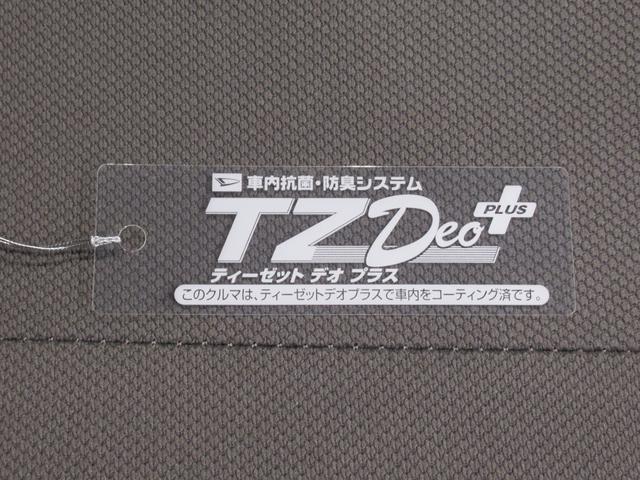 車内抗菌・防臭システム
TZDeo PLUS
ティーゼット デオ プラス
このクルマは、ティーゼットデオプラスで車内をコーティング済です。